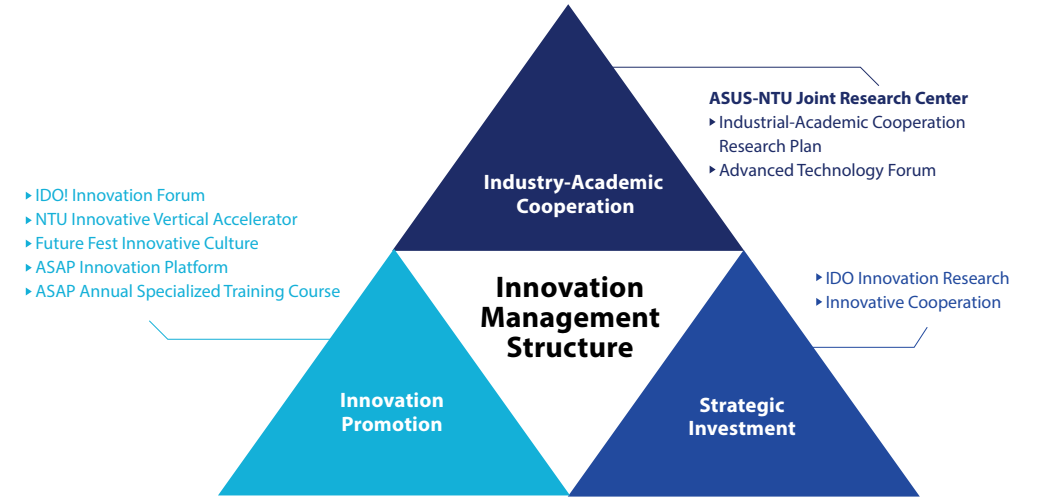 ASUS-NTU Joint Research Center
Industrial-Academic Cooperation
Research Plan
Advanced Technology Forum
Industry-Academic
Cooperation
IDO! Innovation Forum
NTU Innovative Vertical Accelerator
Future Fest Innovative Culture
ASAP Innovation Platform
ASAP Annual Specialized Training Course
Innovation
Management
Structure
IDO Innovation Research
Innovative Cooperation
Innovation
Promotion
Strategic
Investment